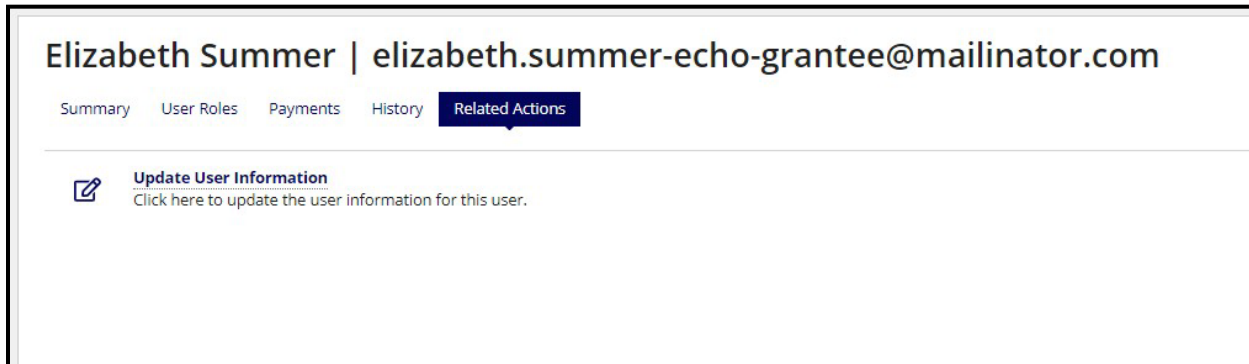 Elizabeth Summer | elizabeth.summer-echo-grantee@mailinator.com
Summary User Roles Payments History Related Actions
Update User Information
Click here to update the user information for this user.